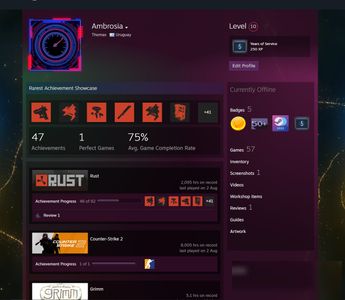 Ambrosia
Thomas Uruguay
Level 10
5
Years of Service
250 XP
Edit Profile
Rarest Achievement Showcase
+41
47
Achievements
1
Perfect Games
75%
Avg. Game Completion Rate
Currently Offline
Badges 5
50+
5
Games 57
Inventory
Screenshots 1
Videos
Workshop Items
Reviews 1
Guides
Artwork
RUST
Rust
2,095 hrs on record
last played on 2 Aug
Achievement Progress 46 of 92
+41
Review 1
COUNTER STRIKE
Counter-Strike 2
8,005 hrs on record
last played on 2 Aug
Achievement Progress 1 of 1
Grimm
Grimm
5.1 hrs on record